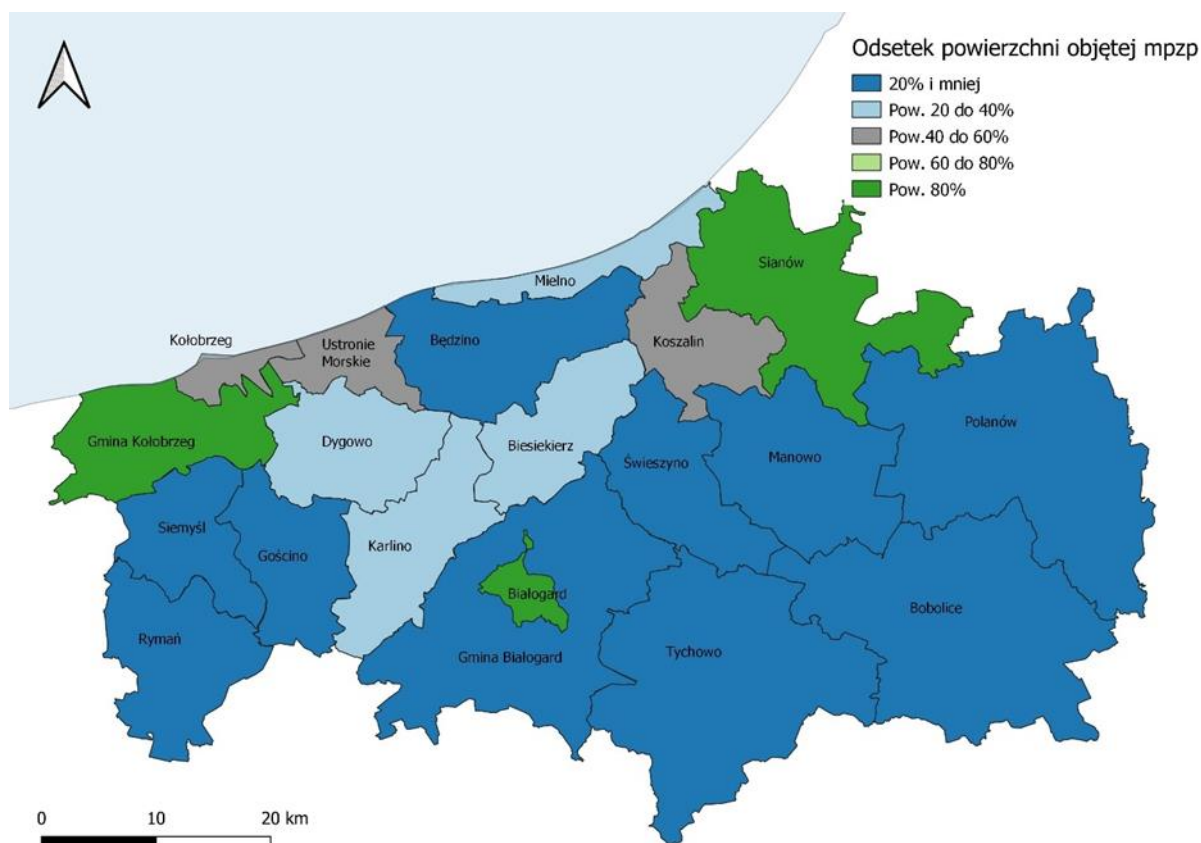 Odsetek powierzchni objętej mpzp
20% i mniej
Pow. 20 do 40%
Pow.40 do 60%
Pow. 60 do 80%
Pow. 80%
Sianów
Mielno
Kołobrzeg
Ustronie
Morskie
Będzino
Koszalin
Polanów
Gmina Kołobrzeg
Dygowo
Biesiekierz
Świeszyno
Manowo
Siemyśl
Gościno
Karlino
Białogard
Bobolice
Rymań
Gmina Białogard
Tychowo
0 10 20 km